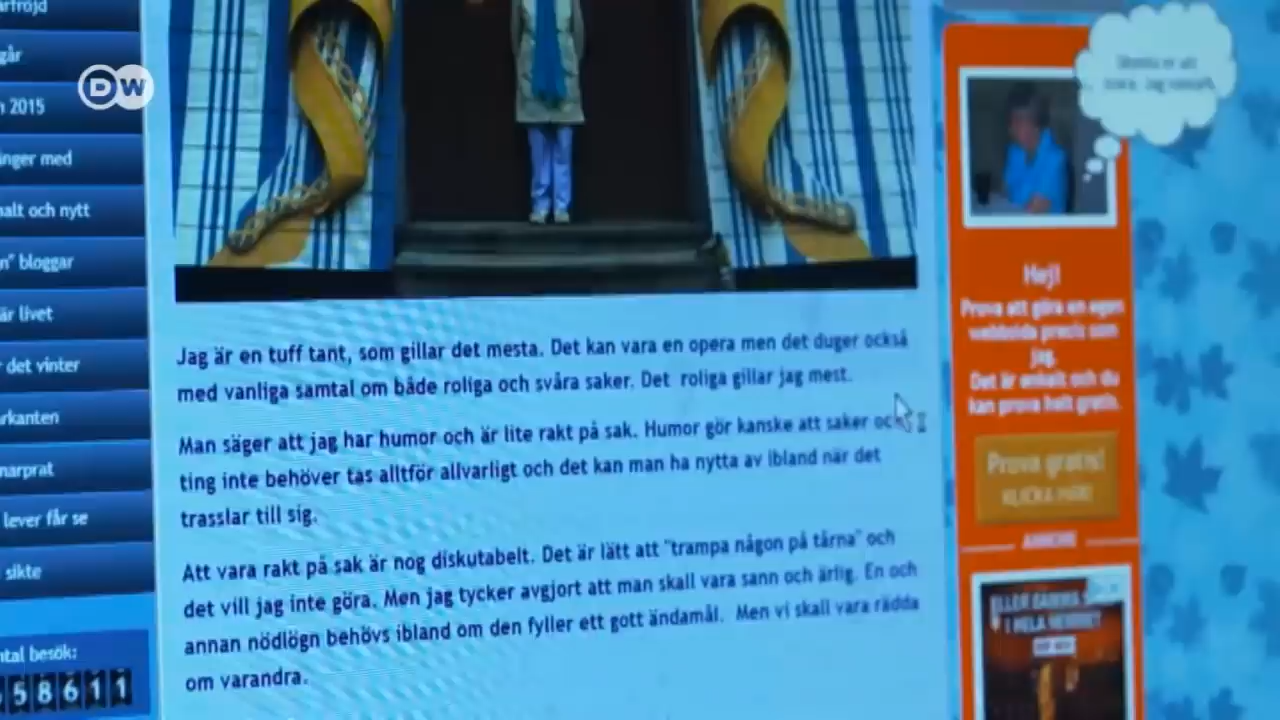 ärfröjd
går
DW
n 2015
inger med
nalt och nytt
n" bloggar
är livet
r det vinter
rkanten
narprat
lever får se
sikte
ntal besök:
58611
Jag är en tuff tant, som gillar det mesta. Det kan vara en opera men det duger också
med vanliga samtal om både roliga och svåra saker. Det roliga gillar jag mest.
Man säger att jag har humor och är lite rakt på sak. Humor gör kanske att saker och
ting inte behöver tas alltför allvarligt och det kan man ha nytta av ibland när det
trasslar till sig.
Att vara rakt på sak är nog diskutabelt. Det är lätt att "trampa någon på tårna" och
det vill jag inte göra. Men jag tycker avgjort att man skall vara sann och ärlig. En och
annan nödlögn behövs ibland om den fyller ett gott ändamål. Men vi skall vara rädda
om varandra.
Hej!
Prova att göra en egen
webbsida precis som
jag.
Det är enkelt och du
kan prova helt gratis.
Prova gratis!
KLICKA HÄR!
ANNONS